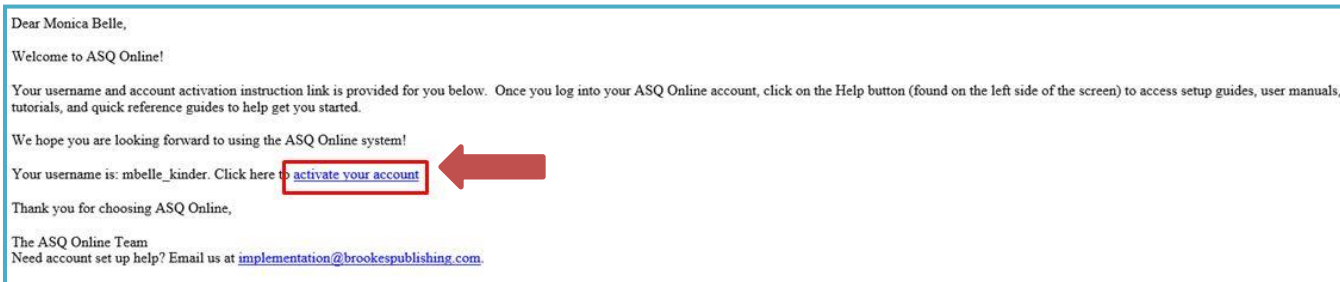 Dear Monica Belle,
Welcome to ASQ Online!
Your username and account activation instruction link is provided for you below.  Once you log into your ASQ Online account, click on the Help button (found on the left side of the screen) to access setup guides, user manuals,
tutorials, and quick reference guides to help get you started.
We hope you are looking forward to using the ASQ Online system!
Your username is: mbelle_kinder. Click here to activate your account
Thank you for choosing ASQ Online,
The ASQ Online Team
Need account set up help? Email us at implementation@brookespublishing.com.